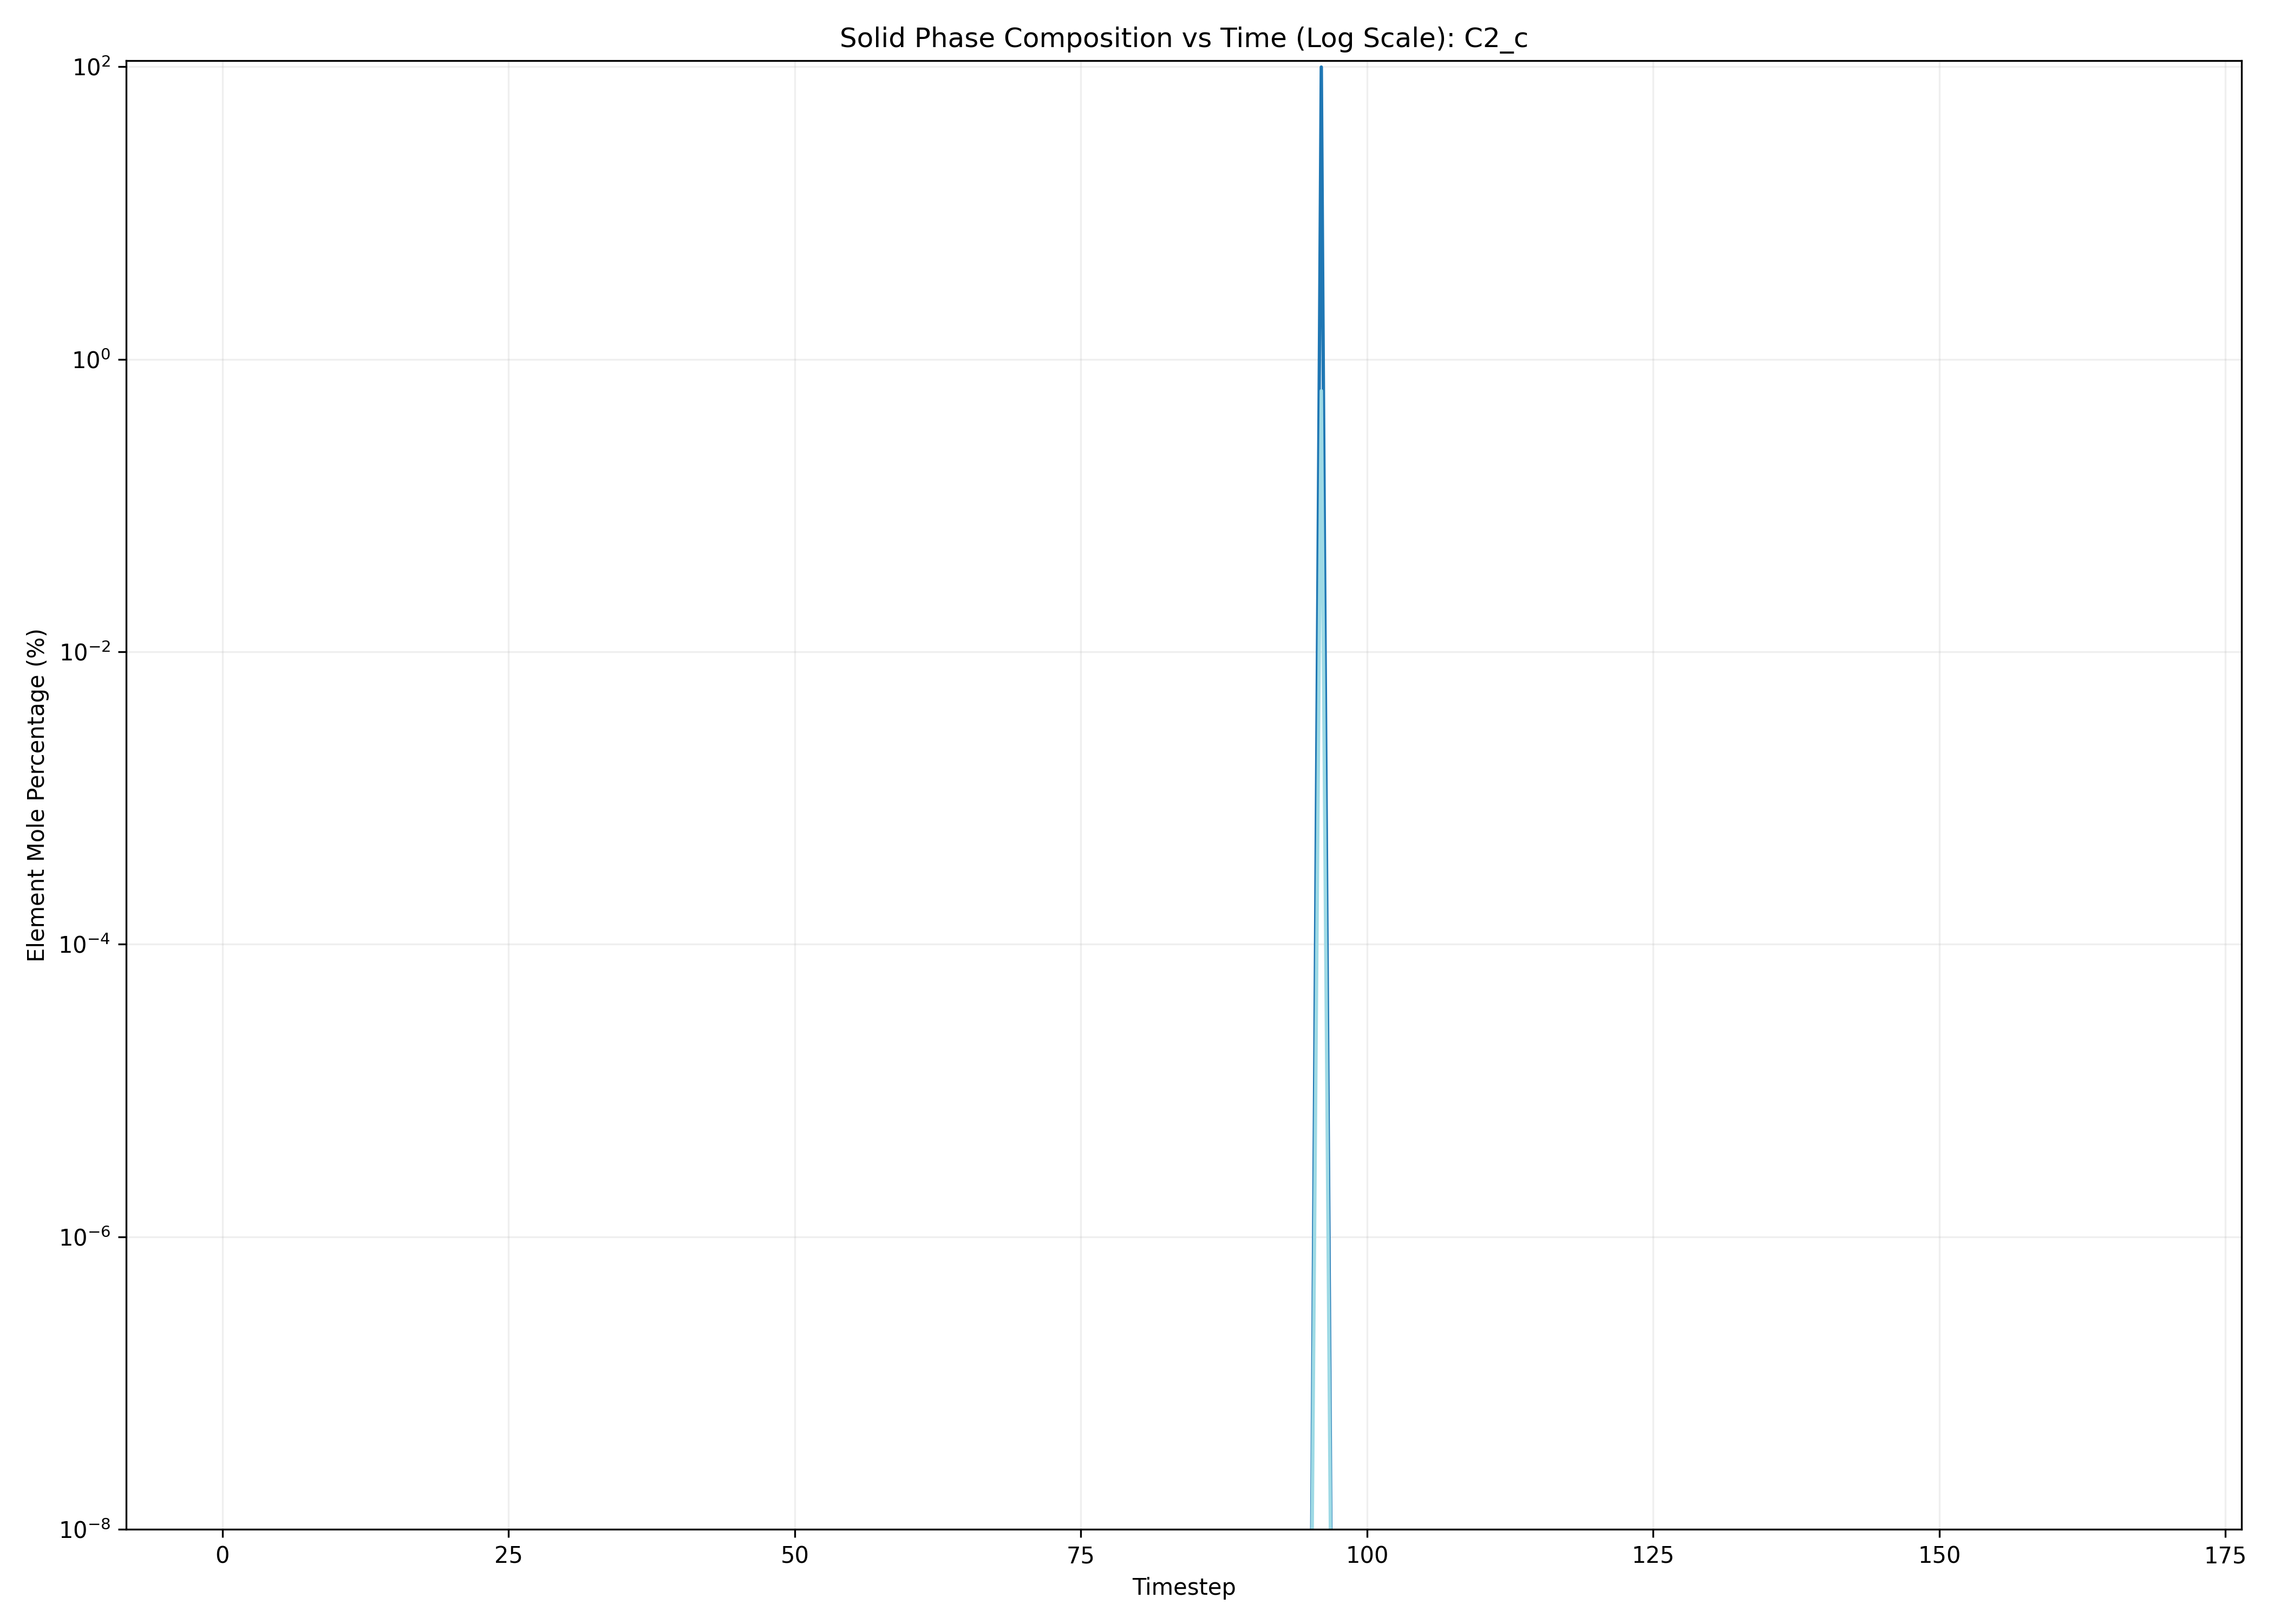 Solid Phase Composition vs Time (Log Scale): C2_c
10²
10⁰
10⁻²
10⁻⁴
10⁻⁶
10⁻⁸
Element Mole Percentage (%)
0 25 50 75 100 125 150 175
Timestep